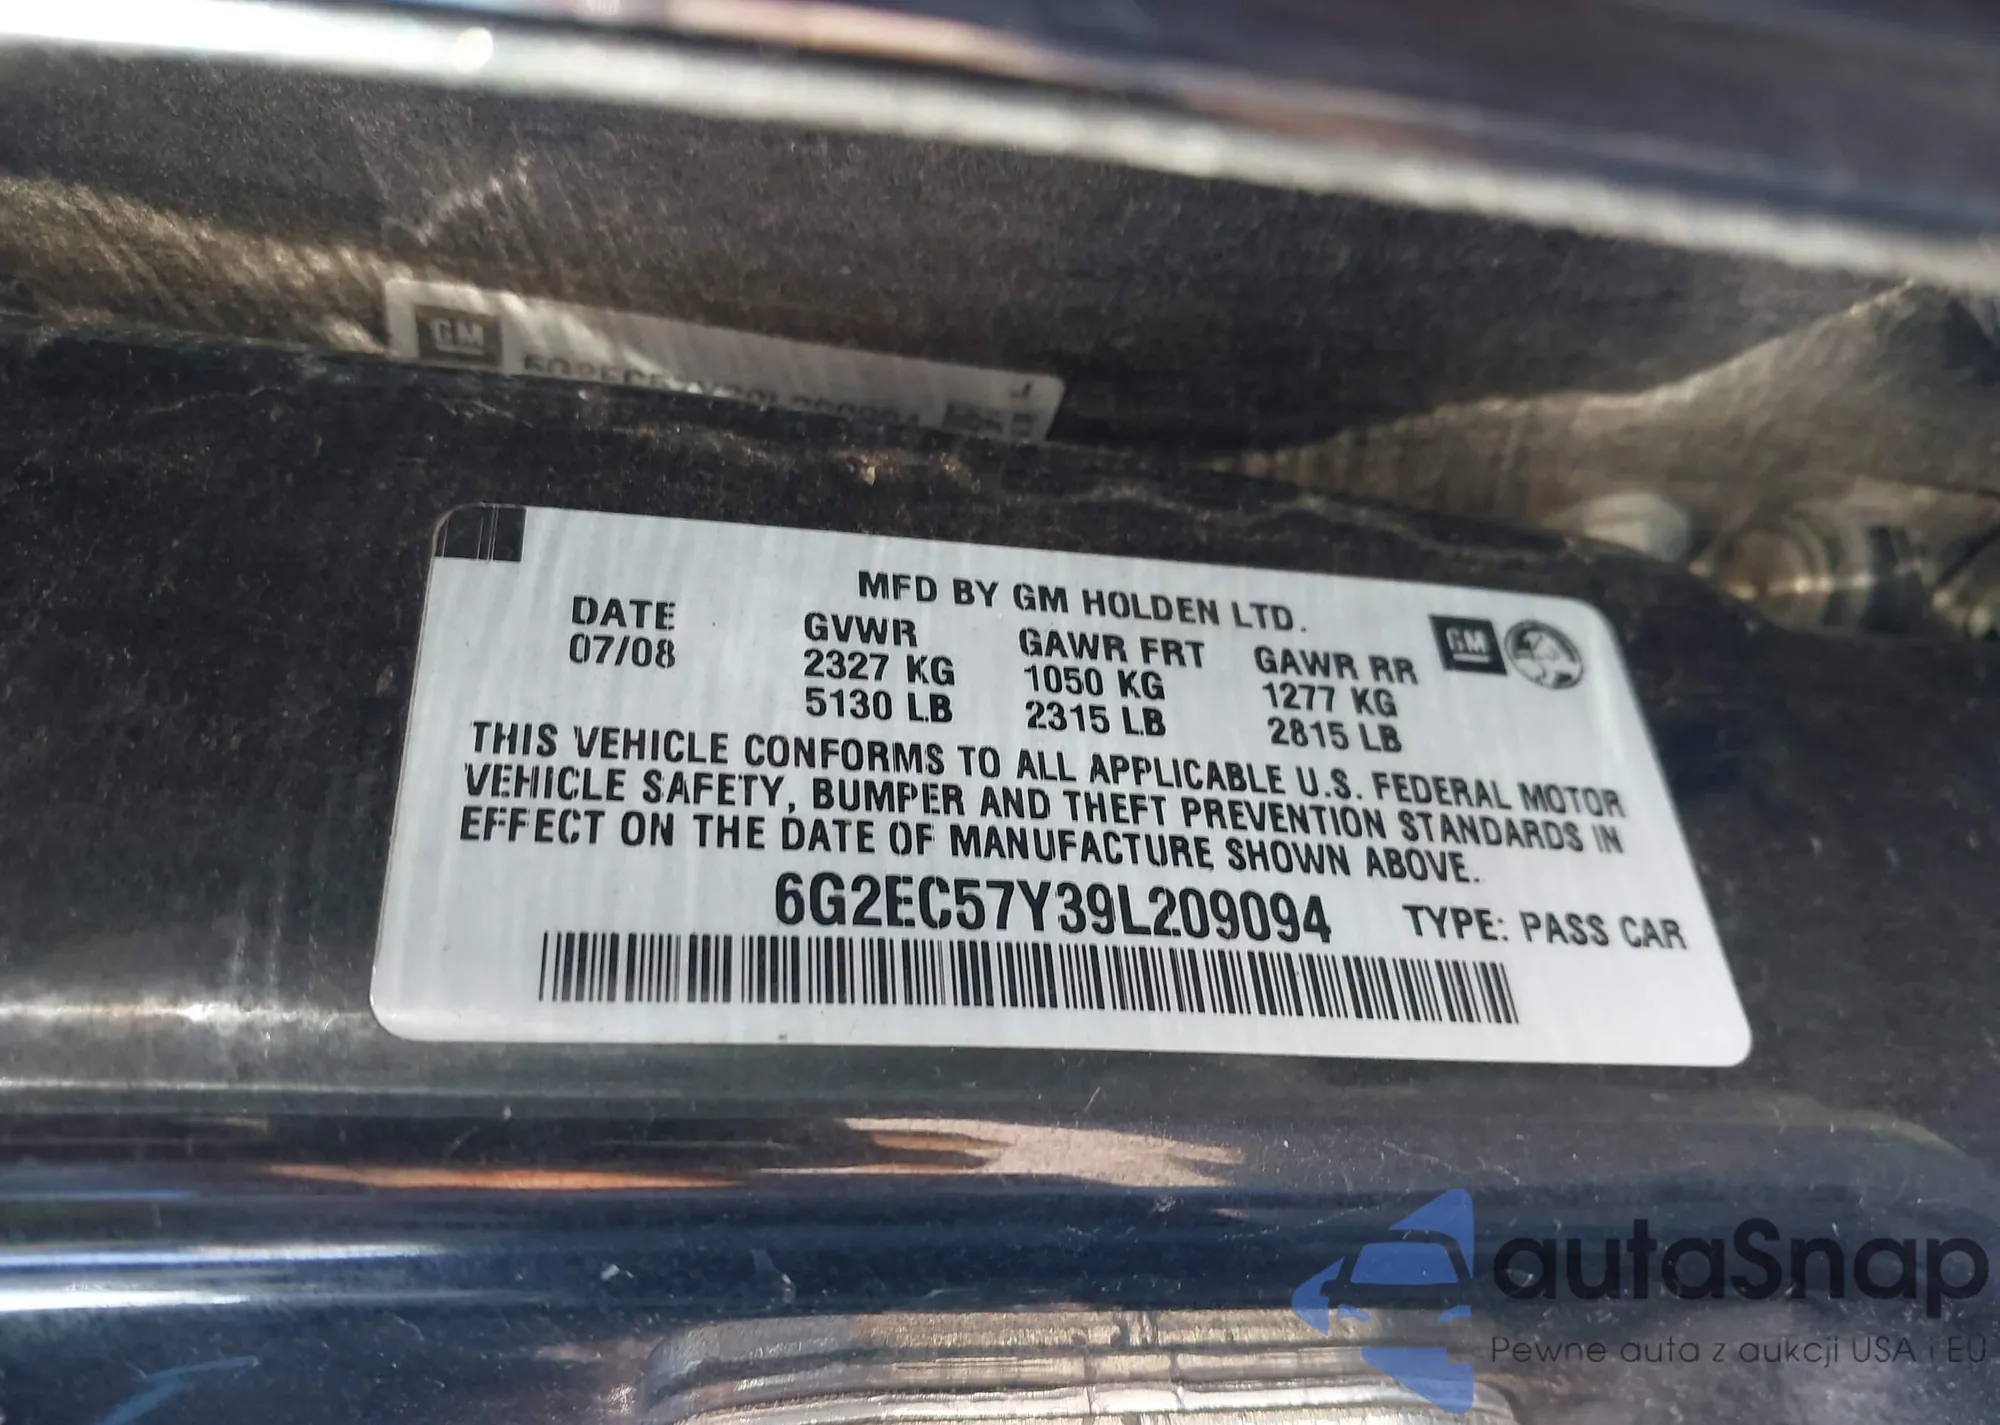 GM
MFD BY GM HOLDEN LTD.
DATE GVWR GAWR FRT GAWR RR GM
07/08 2327 KG 1050 KG 1277 KG
5130 LB 2315 LB 2815 LB
THIS VEHICLE CONFORMS TO ALL APPLICABLE U.S. FEDERAL MOTOR
VEHICLE SAFETY, BUMPER AND THEFT PREVENTION STANDARDS IN
EFFECT ON THE DATE OF MANUFACTURE SHOWN ABOVE.
6G2EC57Y39L209094 TYPE: PASS CAR
autaSnap
Pewne auta z aukcji USA i EU